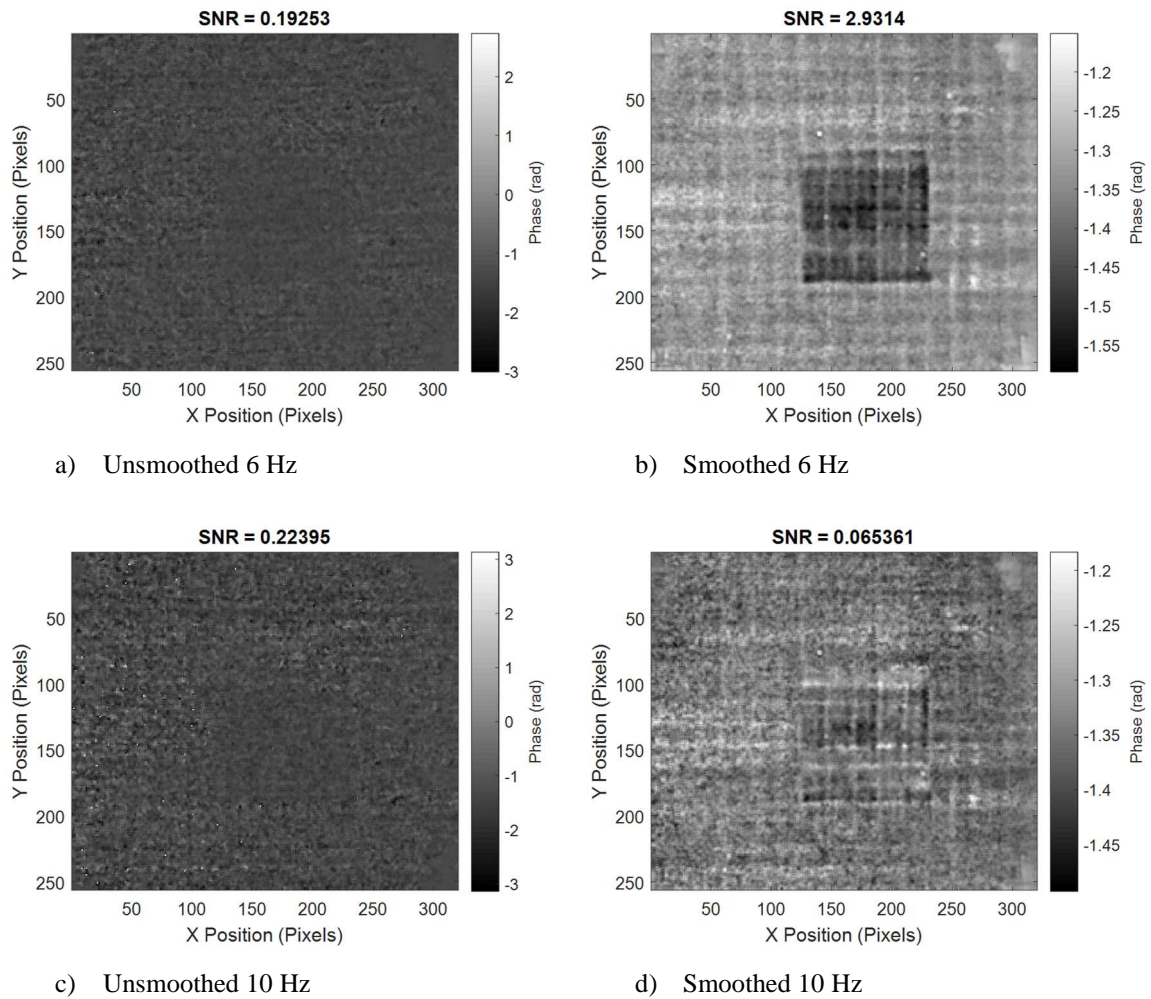 SNR = 0.19253
50
100
150
200
250
Y Position (Pixels)
50 100 150 200 250 300
X Position (Pixels)
2
1
0
-1
-2
-3
Phase (rad)
a) Unsmoothed 6 Hz
SNR = 2.9314
50
100
150
200
250
Y Position (Pixels)
50 100 150 200 250 300
X Position (Pixels)
-1.2
-1.25
-1.3
-1.35
-1.4
-1.45
-1.5
-1.55
Phase (rad)
b) Smoothed 6 Hz
SNR = 0.22395
50
100
150
200
250
Y Position (Pixels)
50 100 150 200 250 300
X Position (Pixels)
3
2
1
0
-1
-2
-3
Phase (rad)
c) Unsmoothed 10 Hz
SNR = 0.065361
50
100
150
200
250
Y Position (Pixels)
50 100 150 200 250 300
X Position (Pixels)
-1.2
-1.25
-1.3
-1.35
-1.4
-1.45
Phase (rad)
d) Smoothed 10 Hz